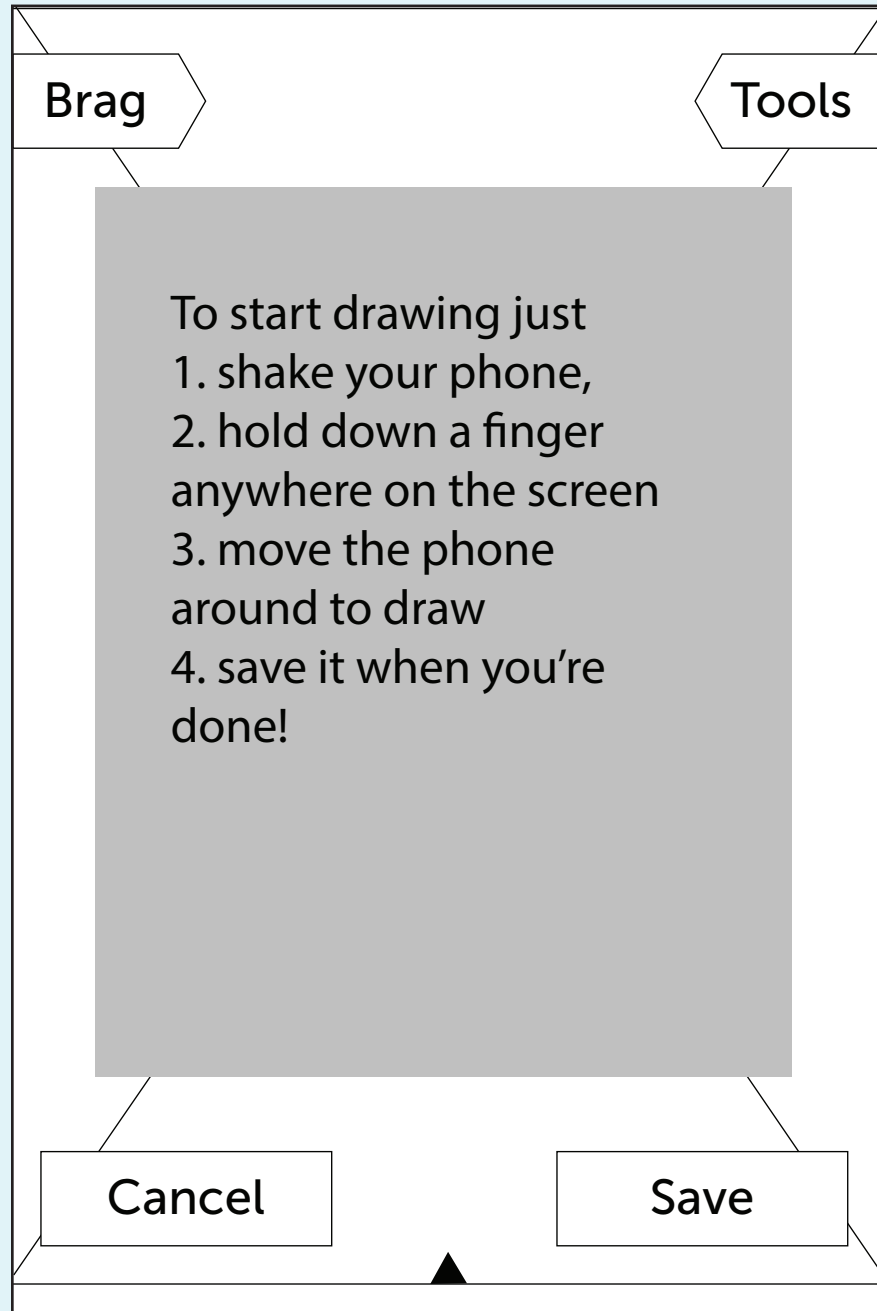 Brag
Tools
To start drawing just
1. shake your phone,
2. hold down a finger
anywhere on the screen
3. move the phone
around to draw
4. save it when you’re
done!
Cancel
Save